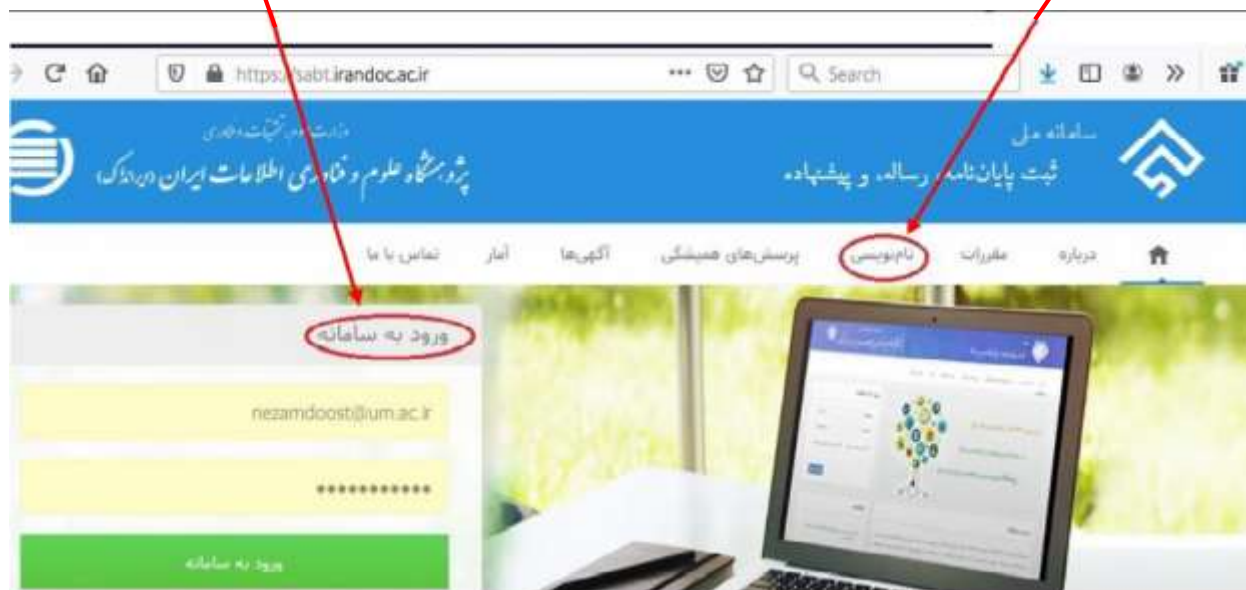 https://sabt.irandoc.ac.ir
Search
سامانه ملی
ثبت پایان‌نامه، رساله، و پیشنهاده
وزارت علوم، تحقیقات و فناوری
پژوهشگاه علوم و فناوری اطلاعات ایران (ایرانداک)
درباره
مقررات
نام‌نویسی
پرسش‌های همیشگی
آگهی‌ها
آمار
تماس با ما
ورود به سامانه
nezamdoost@um.ac.ir
***********
ورود به سامانه